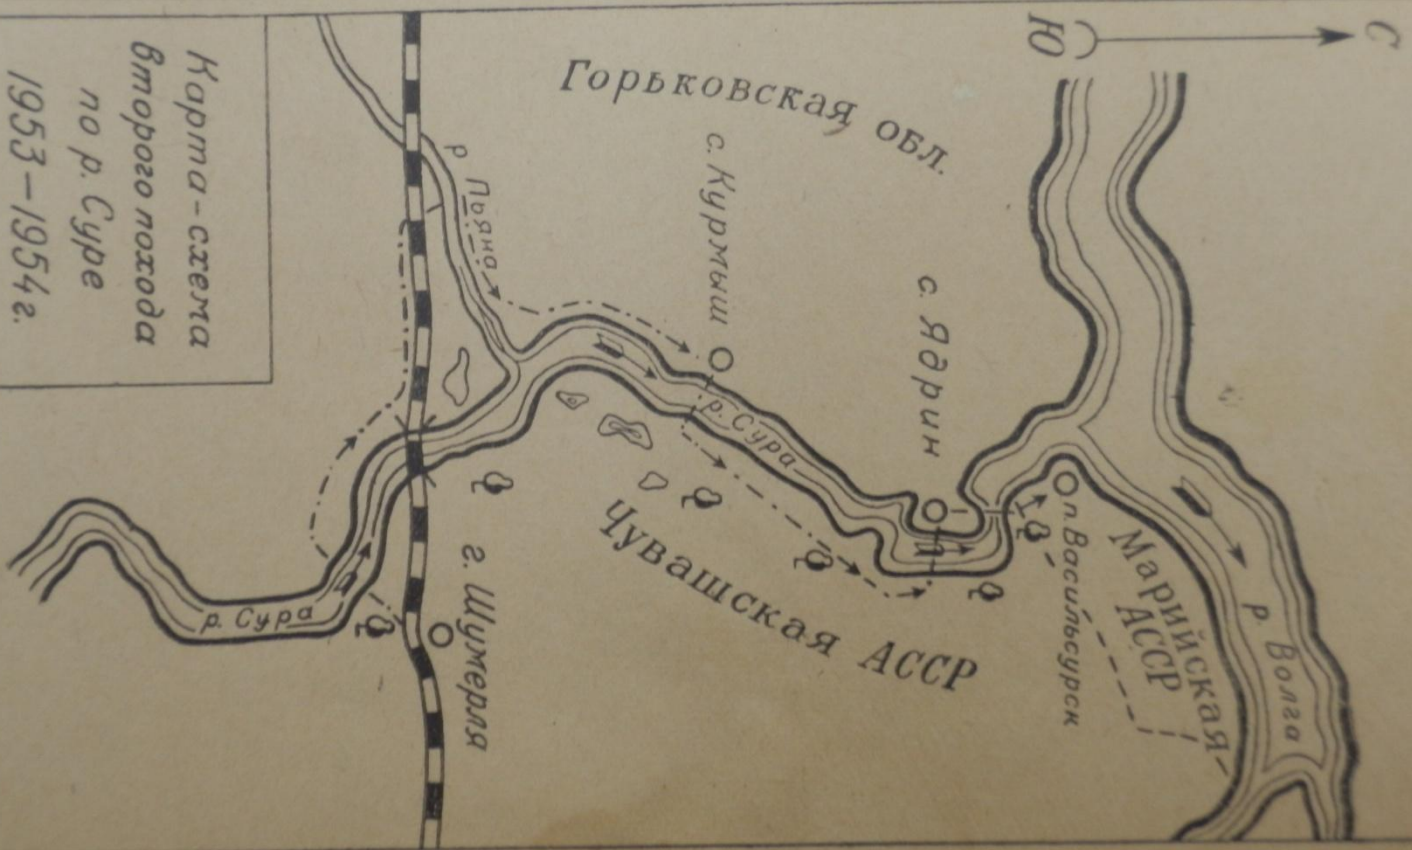 С
Ю
Горьковская обл.
р. Волга
Марийская
АССР
п. Васильсурск
с. Ядрин
с. Курмыш
р. Сура
Чувашская АССР
р Пьяна
г. Шумерля
р. Сура
Карта-схема
второго похода
по р. Суре
1953-1954г.